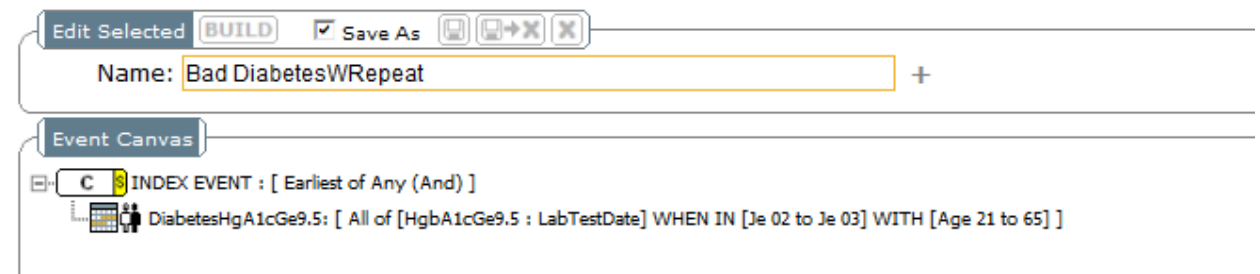 Edit Selected BUILD Save As
Name: Bad DiabetesWRepeat +
Event Canvas
C S INDEX EVENT : [ Earliest of Any (And) ]
DiabetesHgA1cGe9.5: [ All of [HgbA1cGe9.5 : LabTestDate] WHEN IN [Je 02 to Je 03] WITH [Age 21 to 65] ]